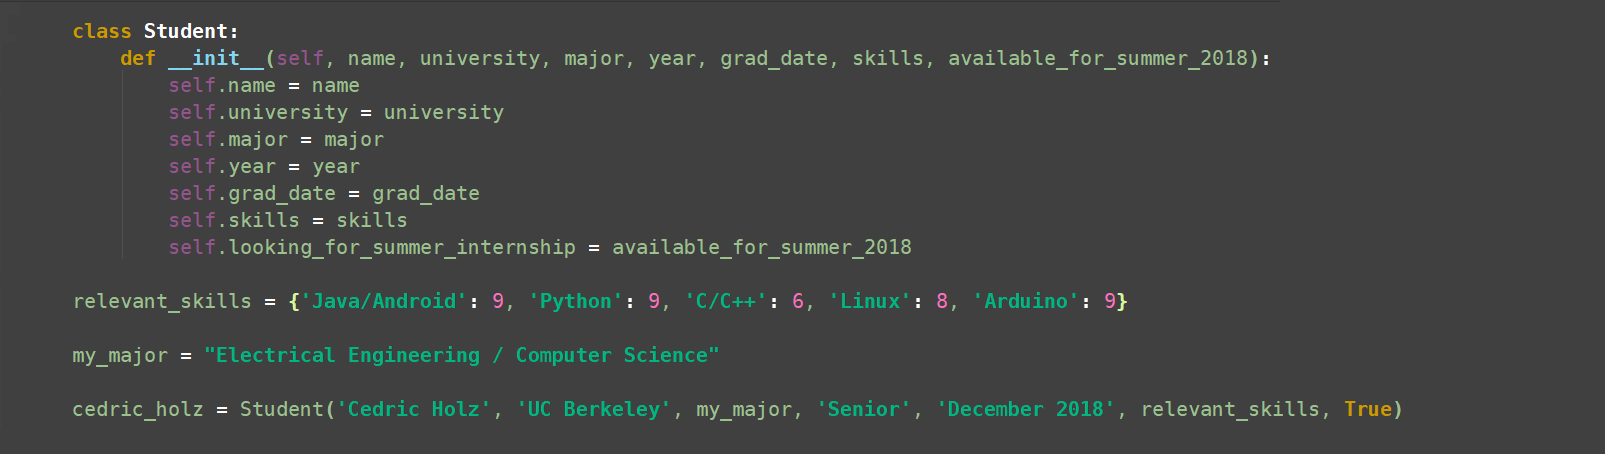 class Student:
    def __init__(self, name, university, major, year, grad_date, skills, available_for_summer_2018):
        self.name = name
        self.university = university
        self.major = major
        self.year = year
        self.grad_date = grad_date
        self.skills = skills
        self.looking_for_summer_internship = available_for_summer_2018
relevant_skills = {'Java/Android': 9, 'Python': 9, 'C/C++': 6, 'Linux': 8, 'Arduino': 9}
my_major = "Electrical Engineering / Computer Science"
cedric_holz = Student('Cedric Holz', 'UC Berkeley', my_major, 'Senior', 'December 2018', relevant_skills, True)